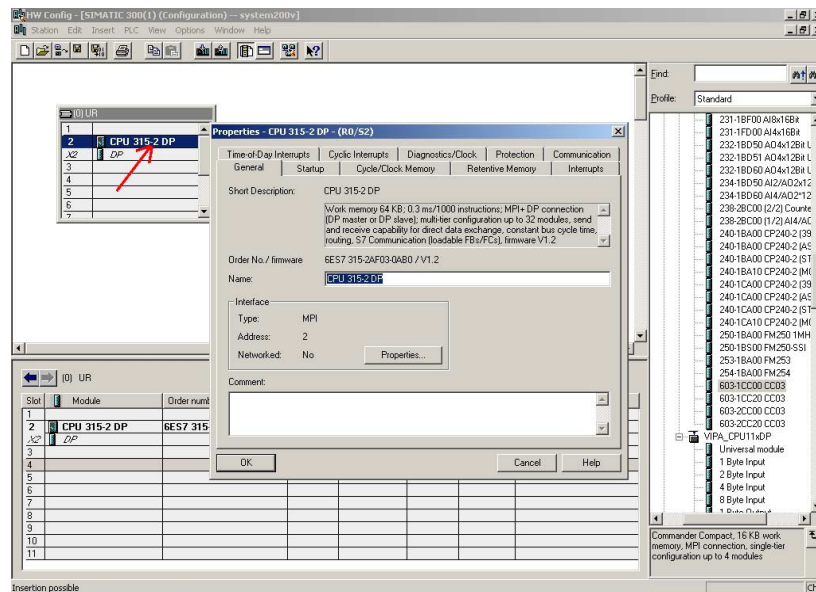 HW Config - [SIMATIC 300(1) (Configuration) -- system200v]
Station Edit Insert PLC View Options Window Help
(0) UR
1
2 CPU 315-2 DP
X2 DP
3
4
5
6
7
Properties - CPU 315-2 DP - (R0/S2)
Time-of-Day Interrupts Cyclic Interrupts Diagnostics/Clock Protection Communication
General Startup Cycle/Clock Memory Retentive Memory Interrupts
Short Description: CPU 315-2 DP
Work memory 64 KB; 0.3 ms/1000 instructions; MPI+ DP connection
(DP master or DP slave); multi-tier configuration up to 32 modules, send
and receive capability for direct data exchange, constant bus cycle time,
routing, S7 Communication (loadable FBs/FCs), firmware V1.2
Order No./ firmware 6ES7 315-2AF03-0AB0 / V1.2
Name: CPU 315-2 DP
Interface
Type: MPI
Address: 2
Networked: No Properties...
Comment:
OK Cancel Help
(0) UR
Slot Module Order numb
1
2 CPU 315-2 DP 6ES7 315
X2 DP
3
4
5
6
7
8
9
10
11
Find:
Profile: Standard
231-1BF00 AI8x16Bit
231-1FD00 AI4x16Bit
232-1BD50 AO4x12Bit U
232-1BD51 AO4x12Bit U
232-1BD60 AO4x12Bit U
234-1BD50 AI2/AO2x12
234-1BD60 AI4/AO2*12
238-2BC00 (2/2) Counte
238-2BC00 (1/2) AI4/AO
240-1BA00 CP240-2 (39
240-1BA00 CP240-2 (AS
240-1BA00 CP240-2 (ST
240-1BA10 CP240-2 (M
240-1CA00 CP240-2 (39
240-1CA00 CP240-2 (AS
240-1CA00 CP240-2 (ST
240-1CA10 CP240-2 (M
250-1BA00 FM250 1MH
250-1BS00 FM250-SSI
253-1BA00 FM253
254-1BA00 FM254
603-1CC00 CC03
603-1CC20 CC03
603-2CC00 CC03
603-2CC20 CC03
VIPA_CPU11xDP
Universal module
1 Byte Input
2 Byte Input
4 Byte Input
8 Byte Input
1 Byte Output
Commander Compact, 16 KB work
memory, MPI connection, single-tier
configuration up to 4 modules
Insertion possible
Ch